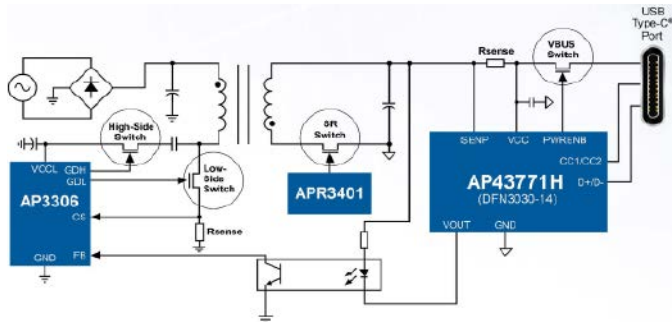 USB
Type-C®
Port
VBUS
Switch
Rsense
High-Side
Switch
SR
Switch
ISENP
VCC
PWRENB
VCCL
GDH
GDL
Low-
Side
Switch
CC1/CC2
AP3306
APR3401
AP43771H
D+/D-
(DFN3030-14)
CS
Rsense
VOUT
GND
GND
FB